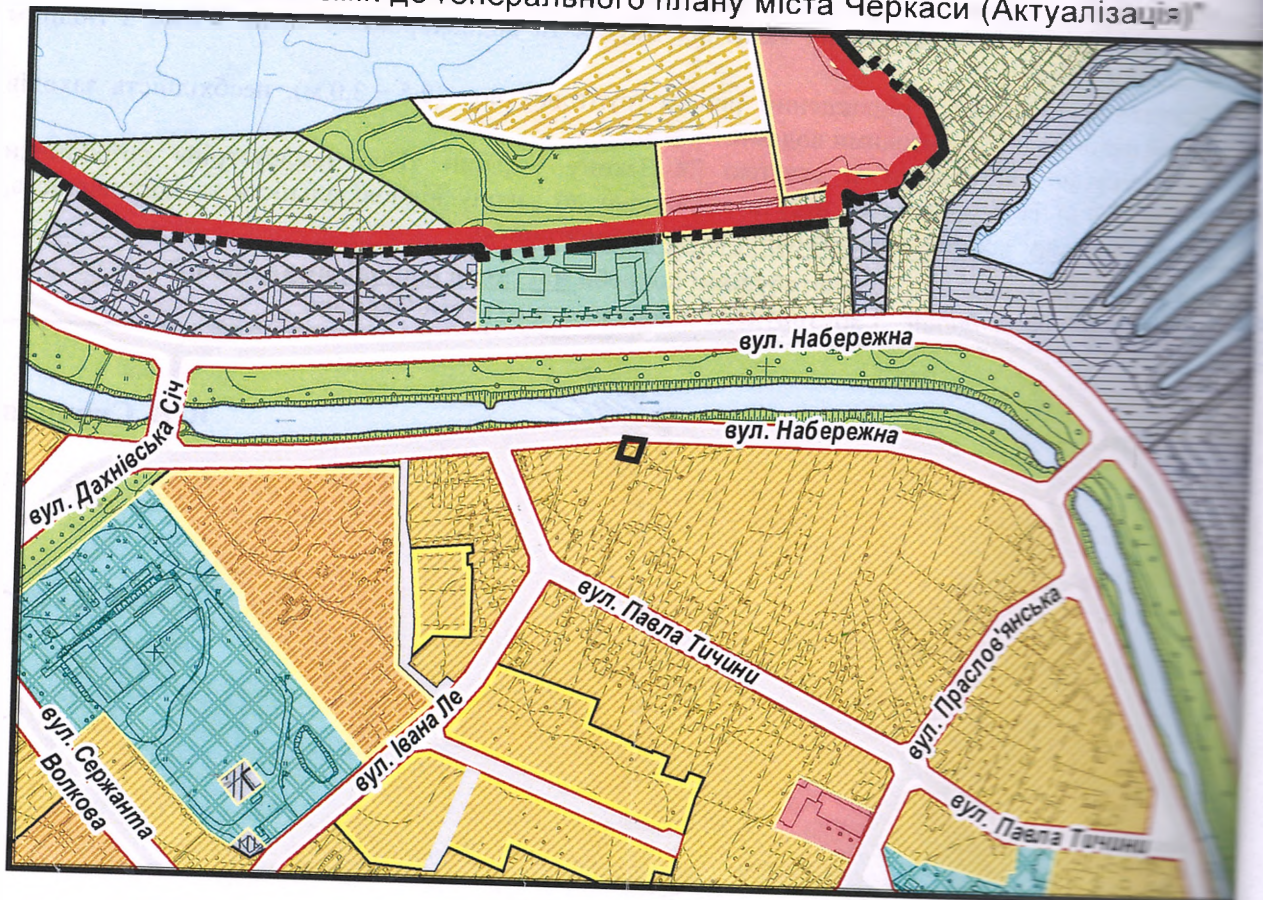 до генерального плану міста Черкаси (Актуалізація)"
вул. Набережна
вул. Набережна
вул. Дахнівська Січ
вул. Павла Тичини
вул. Праслов'янська
вул. Івана Ле
вул. Сержанта
Волкова
вул. Павла Тичини